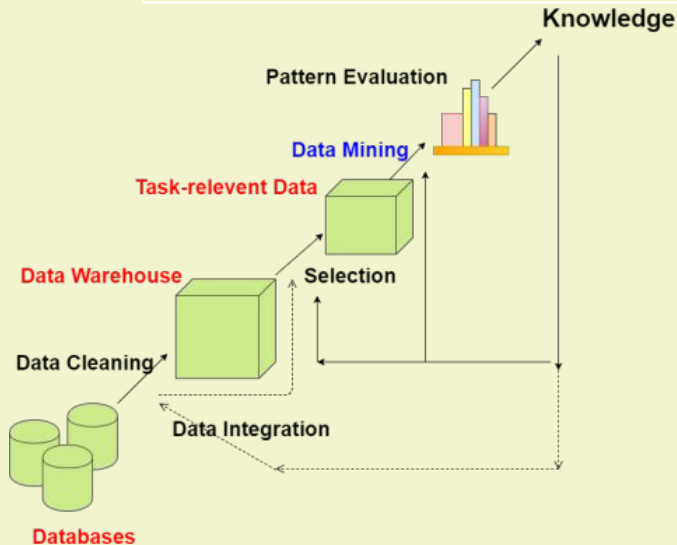 Knowledge
Pattern Evaluation
Data Mining
Task-relevent Data
Data Warehouse
Selection
Data Cleaning
Data Integration
Databases